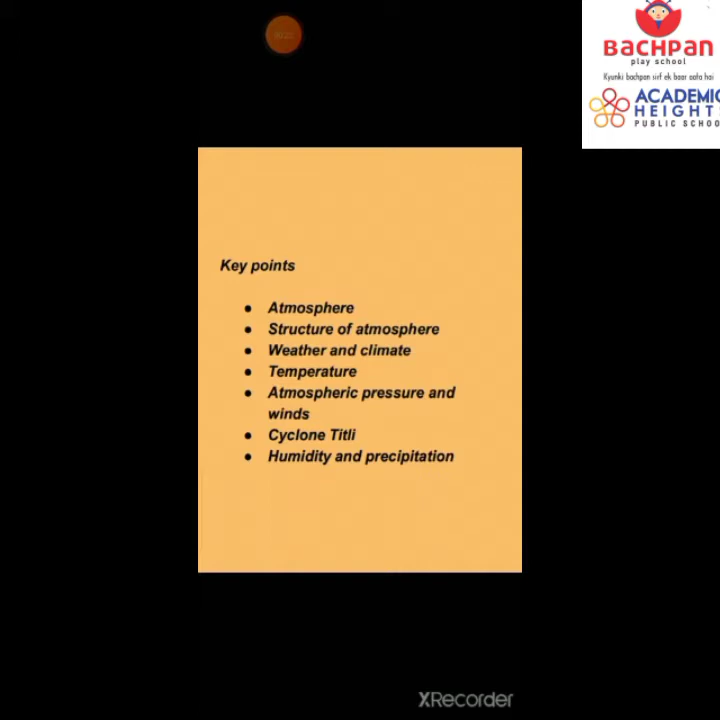 BACHPAN
play school
Kyunki bachpan sirf ek baar aata hai
ACADEMIC
HEIGHTS
PUBLIC SCHOO
Key points
● Atmosphere
● Structure of atmosphere
● Weather and climate
● Temperature
● Atmospheric pressure and
winds
● Cyclone Titli
● Humidity and precipitation
XRecorder